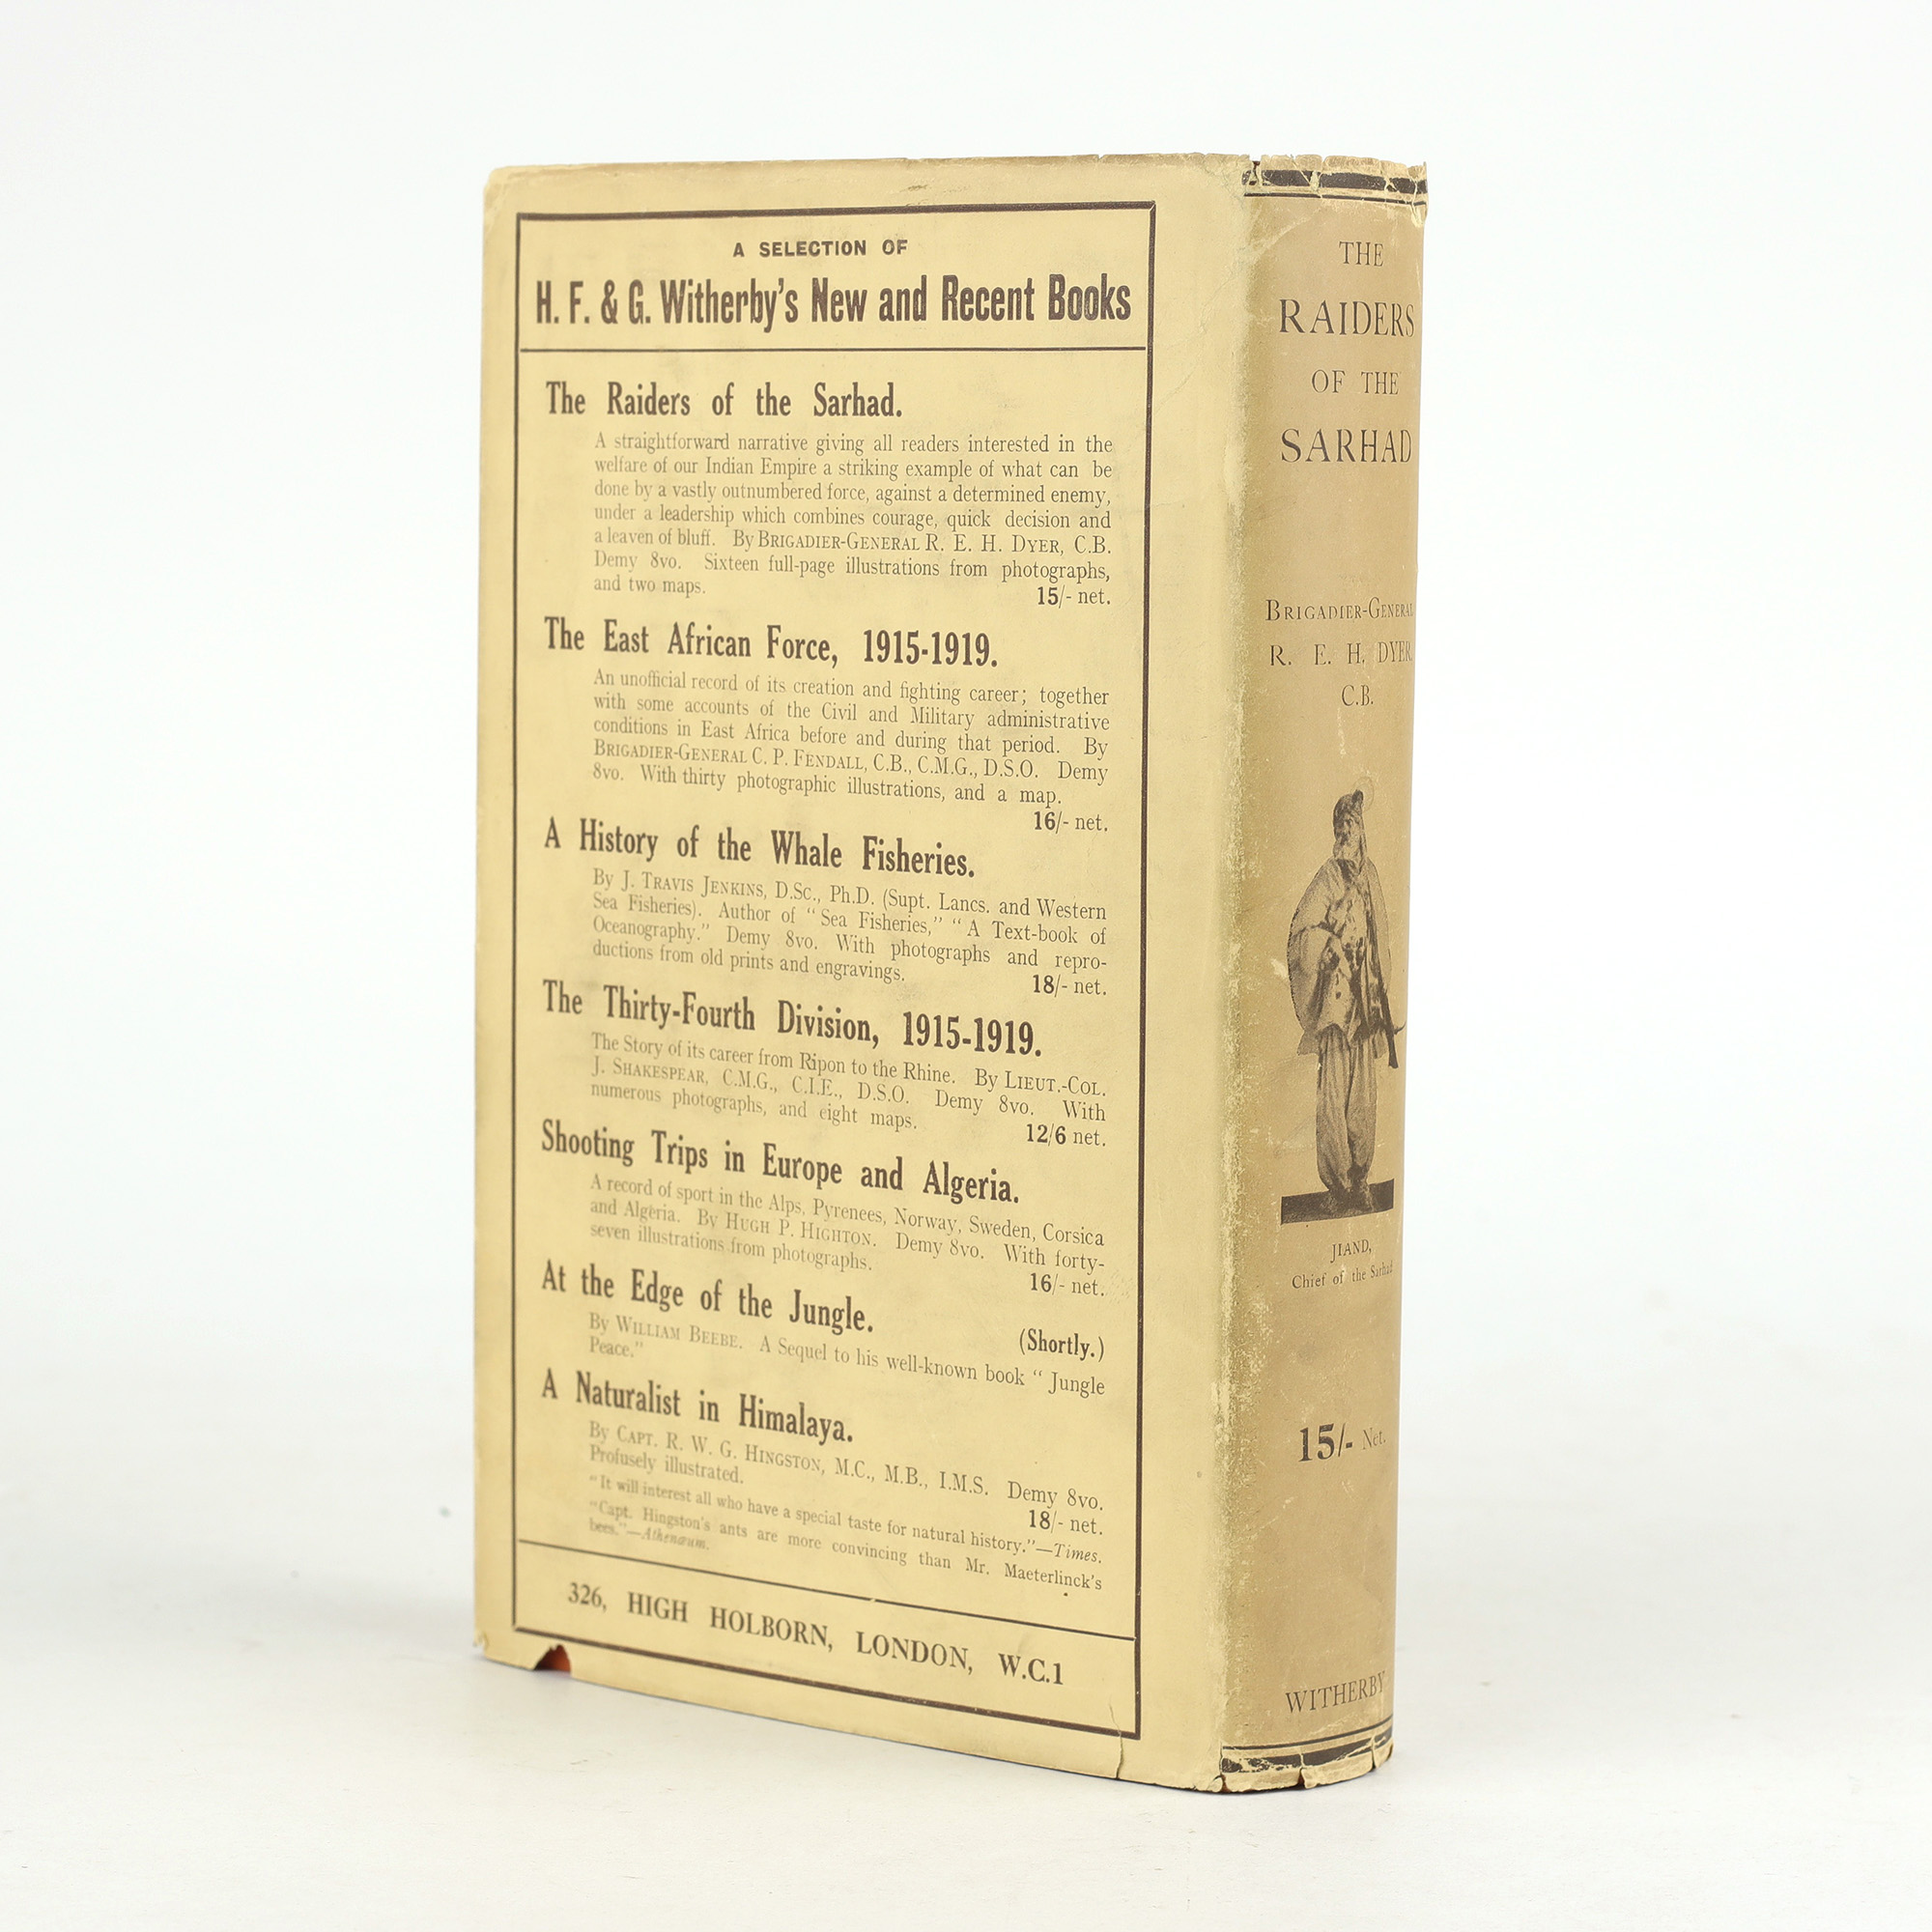 A SELECTION OF
H. F. & G. Witherby's New and Recent Books
The Raiders of the Sarhad.
A straightforward narrative giving all readers interested in the
welfare of our Indian Empire a striking example of what can be
done by a vastly outnumbered force, against a determined enemy,
under a leadership which combines courage, quick decision and
a leaven of bluff. By BRIGADIER-GENERAL R. E. H. DYER, C.B.
Demy 8vo. Sixteen full-page illustrations from photographs,
and two maps. 15/- net.
The East African Force, 1915-1919.
An unofficial record of its creation and fighting career; together
with some accounts of the Civil and Military administrative
conditions in East Africa before and during that period. By
BRIGADIER-GENERAL C. P. FENDALL, C.B., C.M.G., D.S.O. Demy
8vo. With thirty photographic illustrations, and a map.
16/- net.
A History of the Whale Fisheries.
By J. TRAVIS JENKINS, D.Sc., Ph.D. (Supt. Lancs. and Western
Sea Fisheries). Author of "Sea Fisheries," "A Text-book of
Oceanography." Demy 8vo. With photographs and repro-
ductions from old prints and engravings. 18/- net.
The Thirty-Fourth Division, 1915-1919.
The Story of its career from Ripon to the Rhine. By LIEUT.-COL.
J. SHAKESPEAR, C.M.G., C.I.E., D.S.O. Demy 8vo. With
numerous photographs, and eight maps. 12/6 net.
Shooting Trips in Europe and Algeria.
A record of sport in the Alps, Pyrenees, Norway, Sweden, Corsica
and Algeria. By HUGH P. HIGHTON. Demy 8vo. With forty-
seven illustrations from photographs. 16/- net.
At the Edge of the Jungle. (Shortly.)
By WILLIAM BEEBE. A Sequel to his well-known book "Jungle
Peace."
A Naturalist in Himalaya.
By CAPT. R. W. G. HINGSTON, M.C., M.B., I.M.S. Demy 8vo.
Profusely illustrated. 18/- net.
"It will interest all who have a special taste for natural history."—Times.
"Capt. Hingston's ants are more convincing than Mr. Maeterlinck's
bees."—Athenæum.
326, HIGH HOLBORN, LONDON, W.C.1
THE
RAIDERS
OF THE
SARHAD
BRIGADIER-GENERAL
R. E. H. DYER
C.B.
JIAND,
Chief of the Sarhad
15/- Net.
WITHERBY